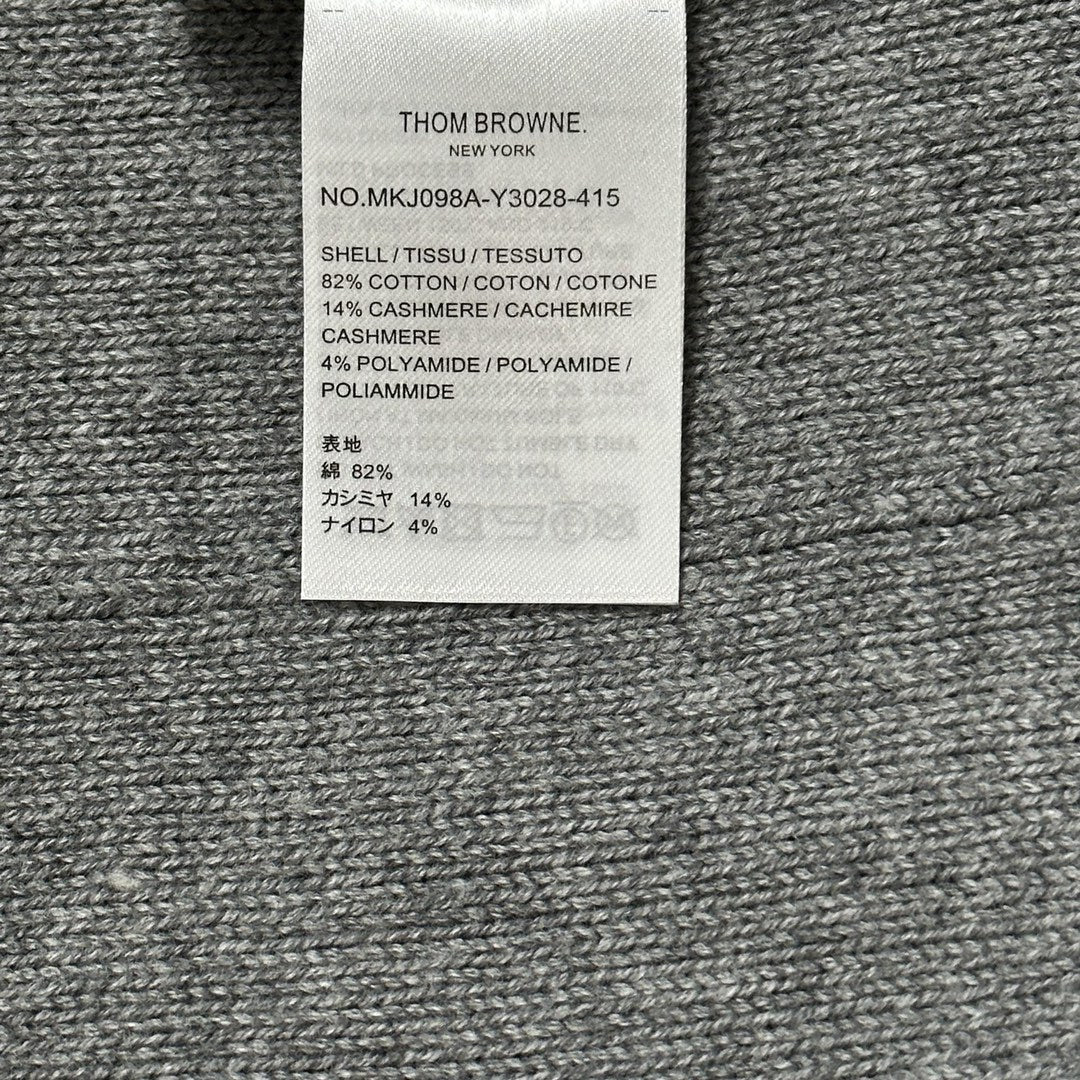 THOM BROWNE.
NEW YORK
NO.MKJ098A-Y3028-415
SHELL / TISSU / TESSUTO
82% COTTON / COTON / COTONE
14% CASHMERE / CACHEMIRE
CASHMERE
4% POLYAMIDE / POLYAMIDE /
POLIAMMIDE
表地
綿 82%
カシミヤ 14%
ナイロン 4%